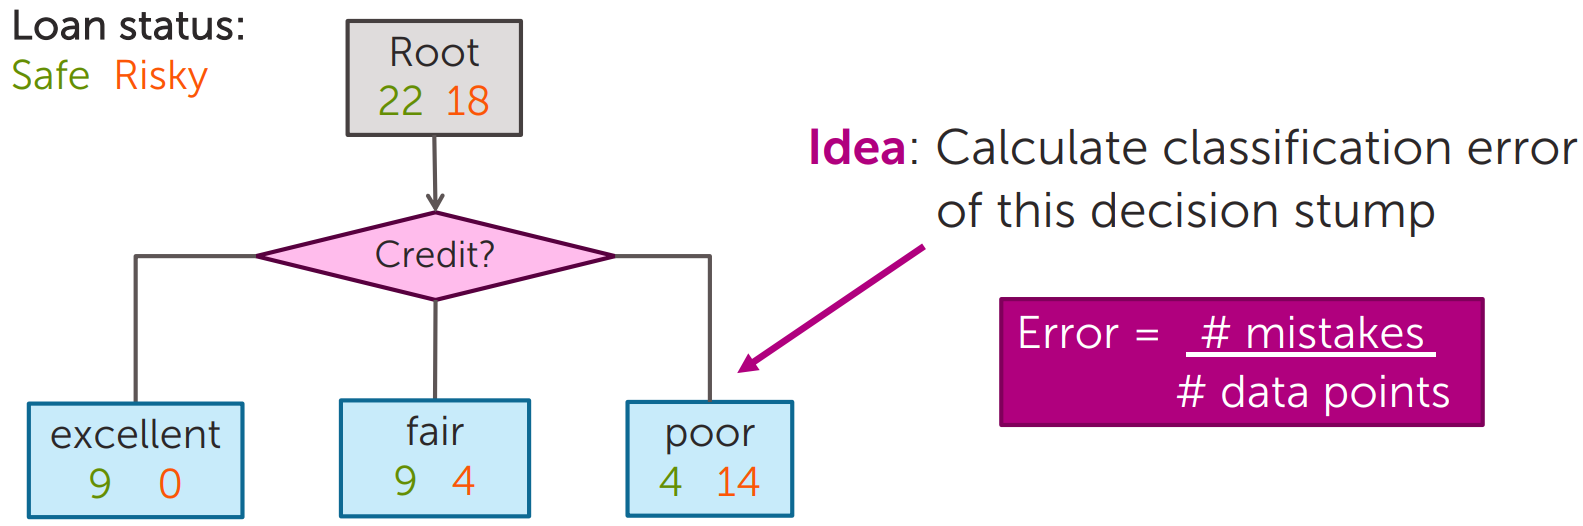 Loan status:
Safe Risky
Root
22 18
Idea: Calculate classification error
of this decision stump
Credit?
Error = # mistakes
# data points
excellent
9 0
fair
9 4
poor
4 14